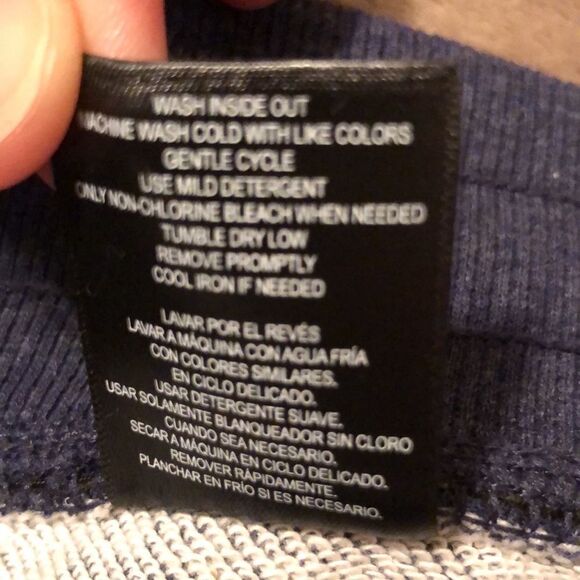 WASH INSIDE OUT
MACHINE WASH COLD WITH LIKE COLORS
GENTLE CYCLE
USE MILD DETERGENT
ONLY NON-CHLORINE BLEACH WHEN NEEDED
TUMBLE DRY LOW
REMOVE PROMPTLY
COOL IRON IF NEEDED
LAVAR POR EL REVÉS
LAVAR A MÁQUINA CON AGUA FRÍA
CON COLORES SIMILARES.
EN CICLO DELICADO.
USAR DETERGENTE SUAVE.
USAR SOLAMENTE BLANQUEADOR SIN CLORO
CUANDO SEA NECESARIO.
SECAR A MÁQUINA EN CICLO DELICADO.
REMOVER RÁPIDAMENTE.
PLANCHAR EN FRÍO SI ES NECESARIO.